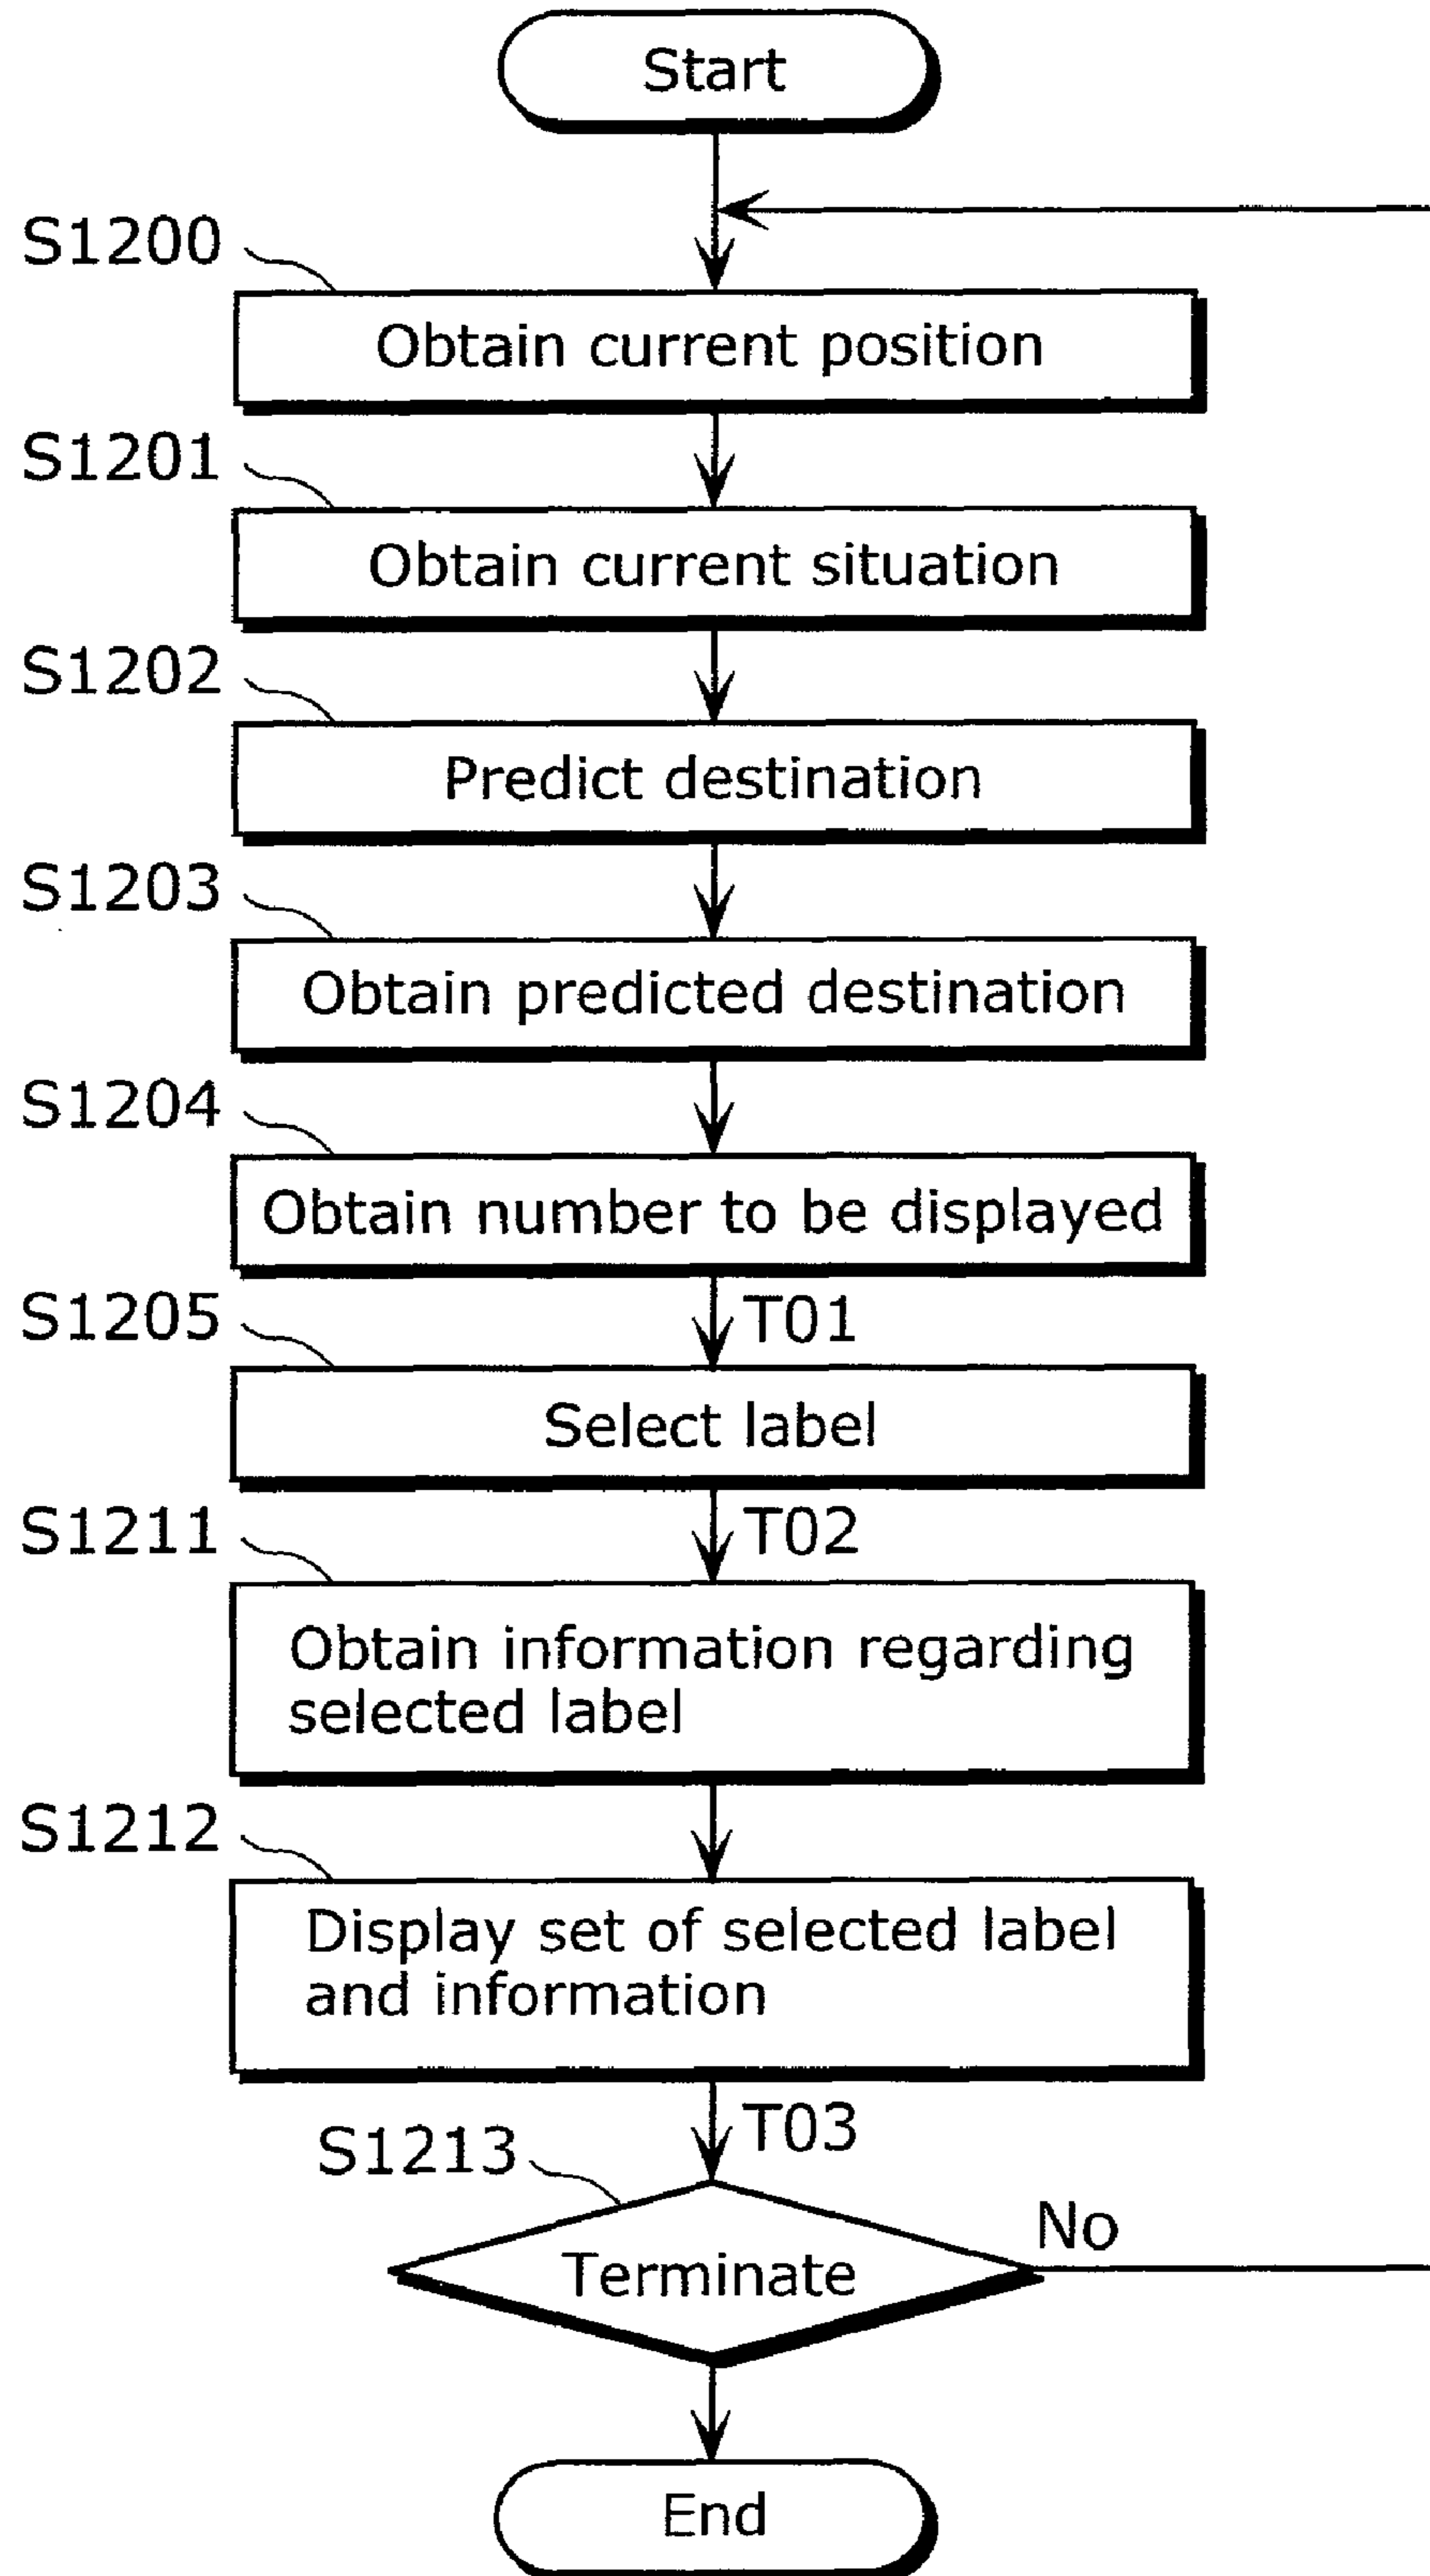 Start
S1200
Obtain current position
S1201
Obtain current situation
S1202
Predict destination
S1203
Obtain predicted destination
S1204
Obtain number to be displayed
S1205
T01
Select label
S1211
T02
Obtain information regarding
selected label
S1212
Display set of selected label
and information
S1213
T03
No
Terminate
End